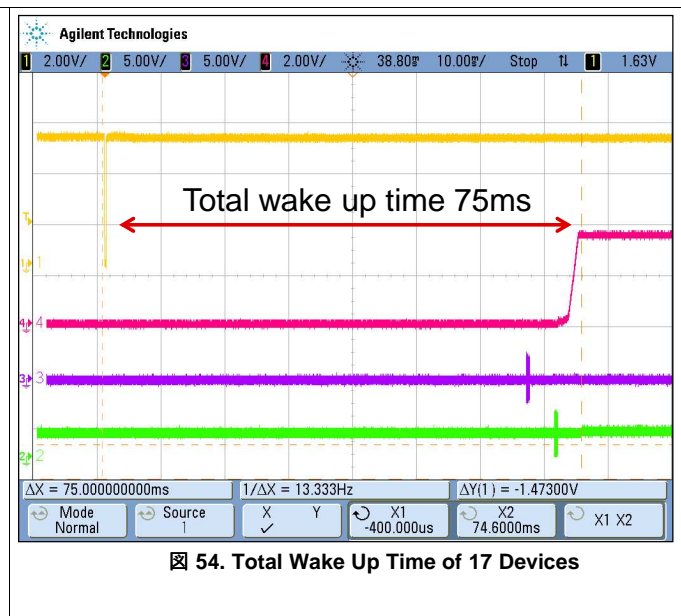 Agilent Technologies
1 2.00V/ 2 5.00V/ 3 5.00V/ 4 2.00V/ 38.80ms 10.00ms/ Stop 1 1.63V
Total wake up time 75ms
T
1
4 4
3 3
2 2
ΔX = 75.000000000ms 1/ΔX = 13.333Hz ΔY(1) = -1.47300V
Mode Source X Y X1 X2 X1 X2
Normal 1 ✓ -400.000us 74.6000ms
図 54. Total Wake Up Time of 17 Devices